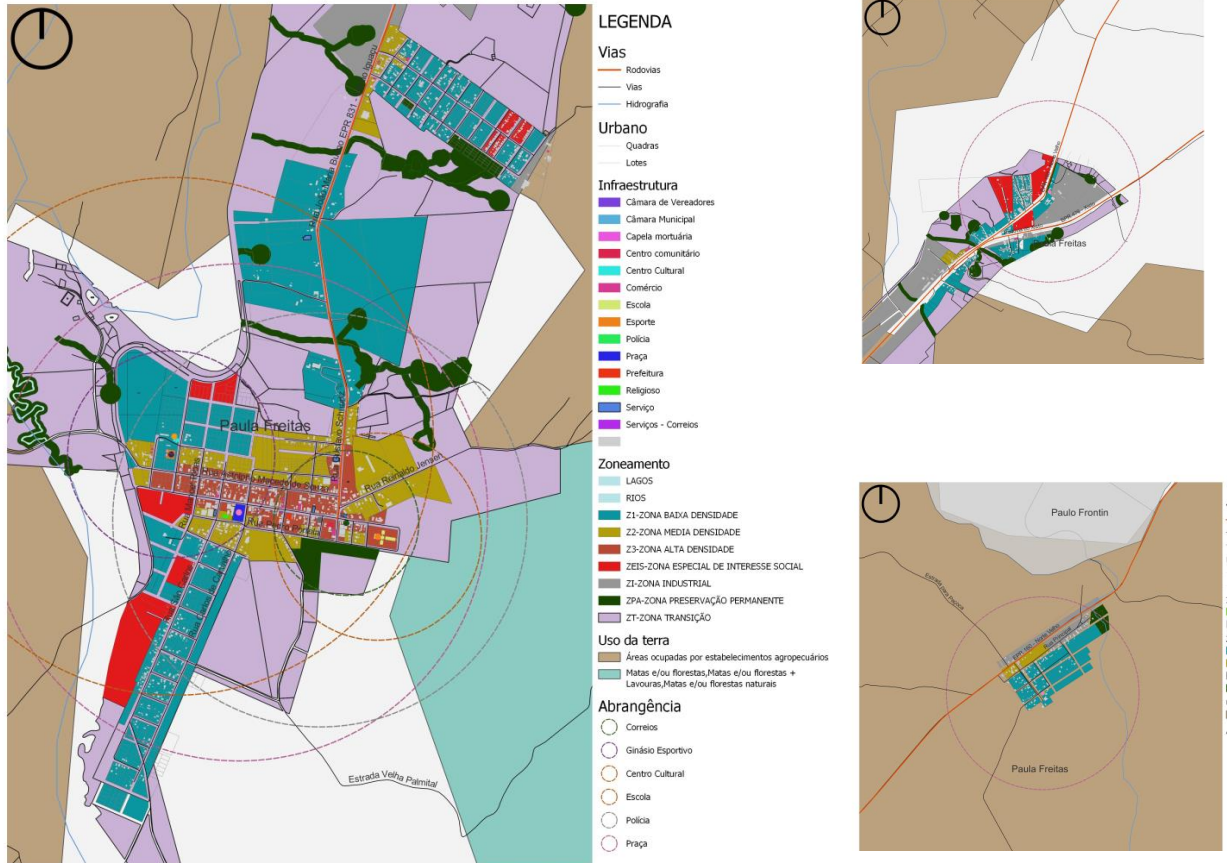 LEGENDA
Vias
Rodovias
Vias
Hidrografia
Urbano
Quadras
Lotes
Infraestrutura
Câmara de Vereadores
Câmara Municipal
Capela mortuária
Centro comunitário
Centro Cultural
Comércio
Escola
Esporte
Polícia
Praça
Prefeitura
Religioso
Serviço
Serviços - Correios
Zoneamento
LAGOS
RIOS
Z1-ZONA BAIXA DENSIDADE
Z2-ZONA MEDIA DENSIDADE
Z3-ZONA ALTA DENSIDADE
ZEIS-ZONA ESPECIAL DE INTERESSE SOCIAL
ZI-ZONA INDUSTRIAL
ZPA-ZONA PRESERVAÇÃO PERMANENTE
ZT-ZONA TRANSIÇÃO
Uso da terra
Áreas ocupadas por estabelecimentos agropecuários
Matas e/ou florestas,Matas e/ou florestas +
Lavouras,Matas e/ou florestas naturais
Abrangência
Correios
Ginásio Esportivo
Centro Cultural
Escola
Polícia
Praça
Paula Freitas
Rua Reinaldo Jensen
Estrada Velha Palmital
EPR 831
Iguaçu
Freitas
Paulo Frontin
Rua Principal
Paula Freitas